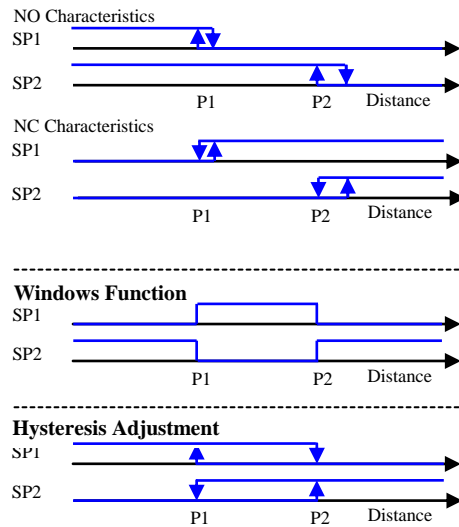 NO Characteristics
SP1
SP2
P1 P2 Distance
NC Characteristics
SP1
SP2
P1 P2 Distance
Windows Function
SP1
SP2
P1 P2 Distance
Hysteresis Adjustment
SP1
SP2
P1 P2 Distance